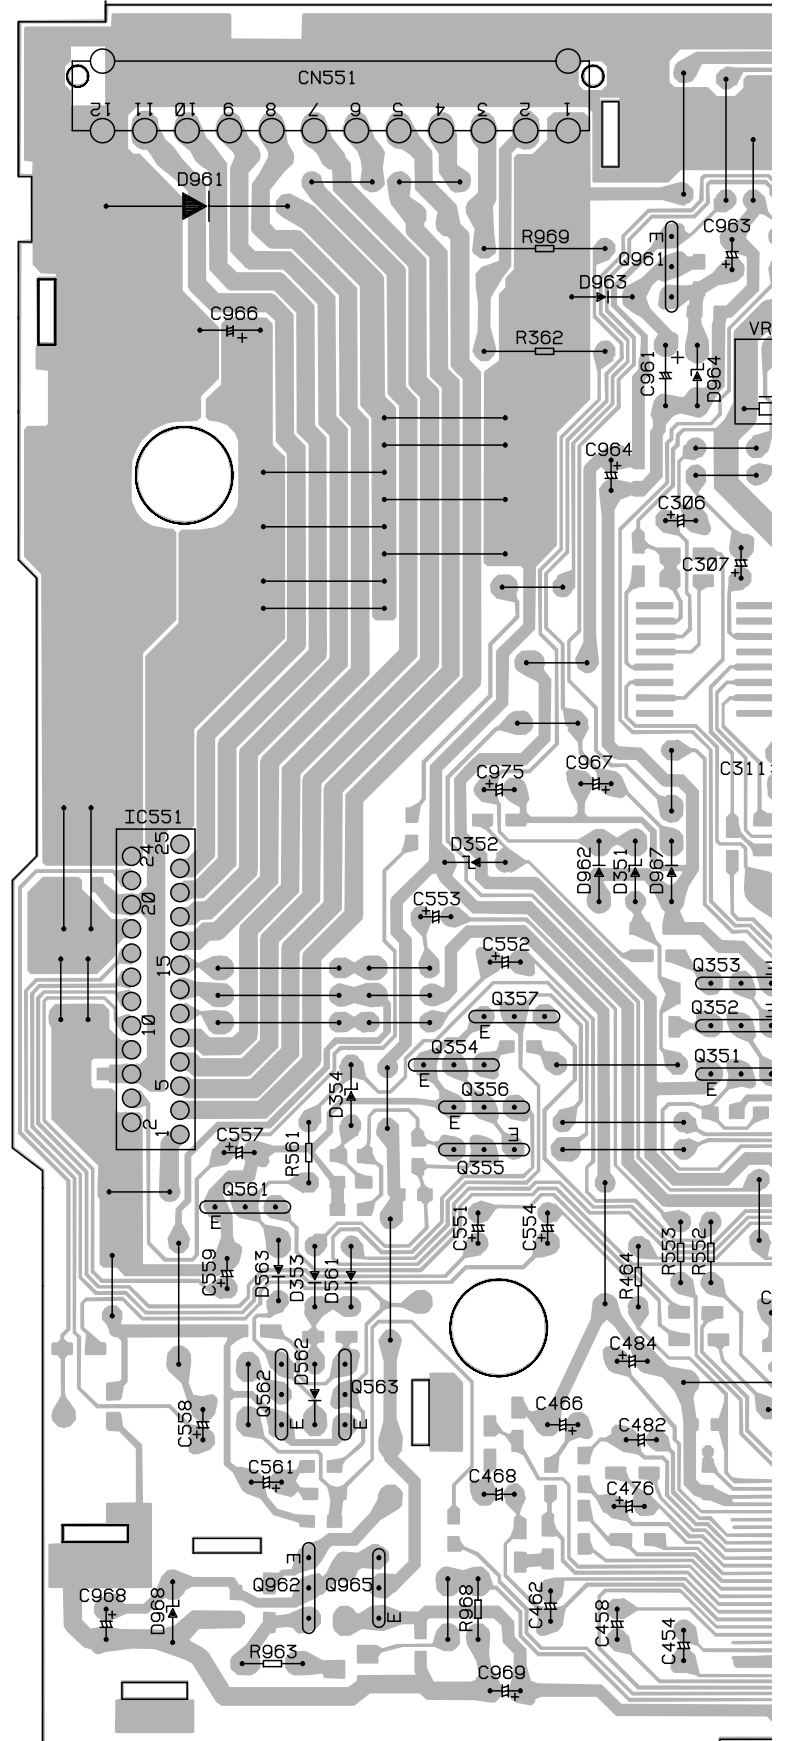 CN551
12 11 10 9 8 7 6 5 4 3 2 1
D961
C963
R969
E
Q961
D963
C966
+
VR
R362
C961
+
D964
C964
+
C306
+
C307
+
C975
+
C967
+
C311
IC551
24
25
D352
D962
D351
D967
20
C553
+
C552
+
15
Q353
Q357
E
Q352
10
Q354
E
Q351
E
D354
Q356
E
5
2
1
E
C557
+
R561
Q355
Q561
E
C551
+
C554
+
C559
+
D563
D353
D561
R464
R553
R552
C
C484
+
D562
Q562
E
Q563
E
C558
+
C466
+
C482
C561
+
C468
C476
+
E
Q962
Q965
E
C968
+
D968
R968
C462
+
C458
+
C454
+
R963
C969
+